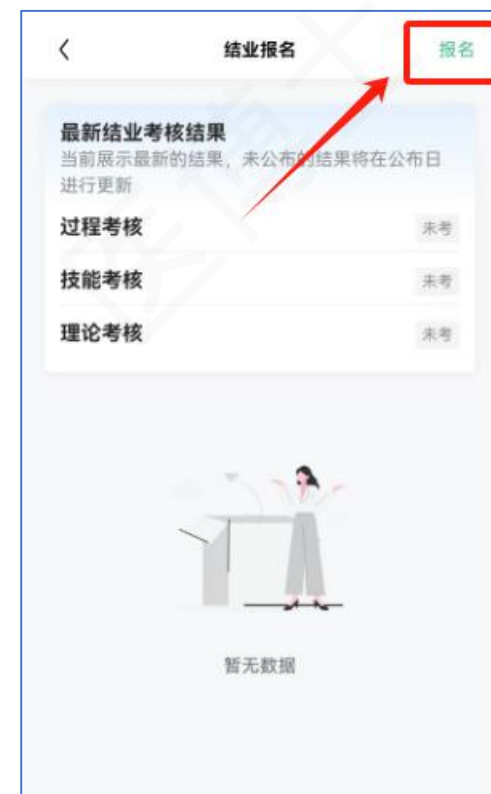 结业报名
报名
最新结业考核结果
当前展示最新的结果，未公布的结果将在公布日
进行更新
过程考核
未考
技能考核
未考
理论考核
未考
暂无数据
医博士